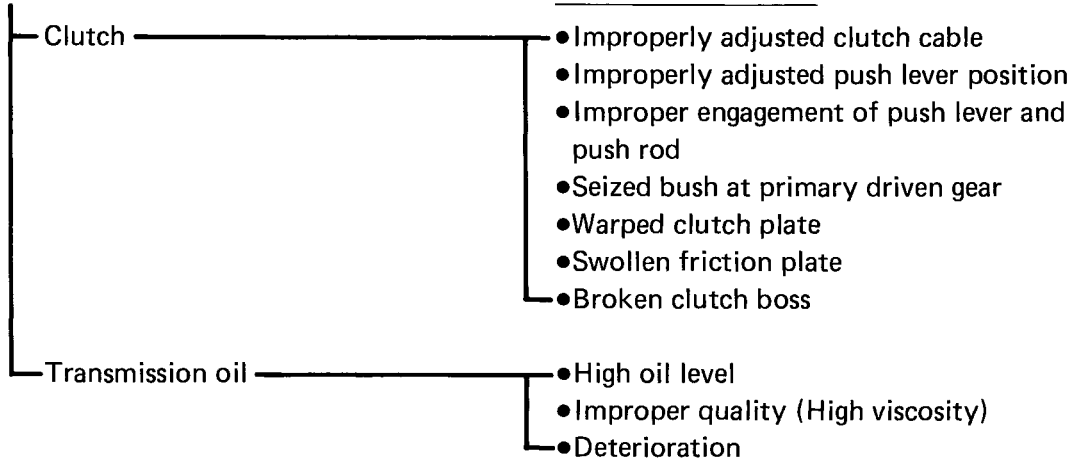 Clutch
●Improperly adjusted clutch cable
●Improperly adjusted push lever position
●Improper engagement of push lever and
push rod
●Seized bush at primary driven gear
●Warped clutch plate
●Swollen friction plate
●Broken clutch boss
Transmission oil
●High oil level
●Improper quality (High viscosity)
●Deterioration